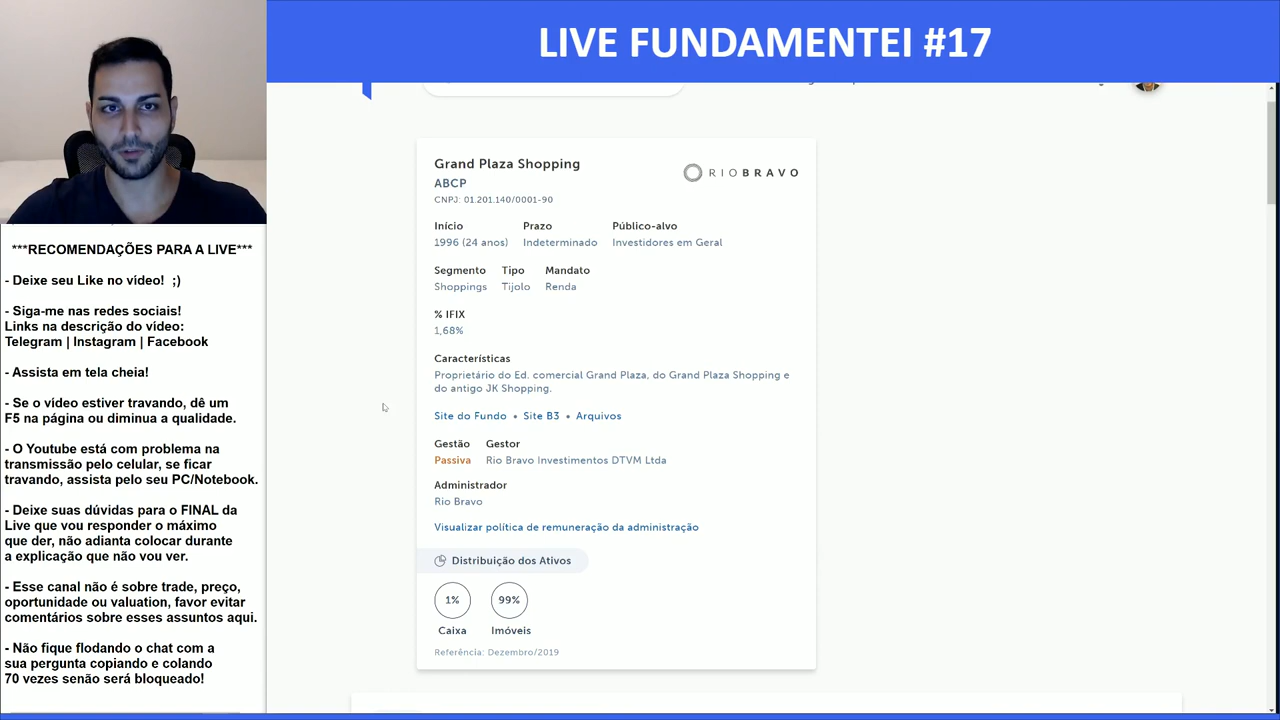 LIVE FUNDAMENTEI #17
***RECOMENDAÇÕES PARA A LIVE***
- Deixe seu Like no vídeo!  ;)
- Siga-me nas redes sociais!
Links na descrição do vídeo:
Telegram | Instagram | Facebook
- Assista em tela cheia!
- Se o vídeo estiver travando, dê um
F5 na página ou diminua a qualidade.
- O Youtube está com problema na
transmissão pelo celular, se ficar
travando, assista pelo seu PC/Notebook.
- Deixe suas dúvidas para o FINAL da
Live que vou responder o máximo
que der, não adianta colocar durante
a explicação que não vou ver.
- Esse canal não é sobre trade, preço,
oportunidade ou valuation, favor evitar
comentários sobre esses assuntos aqui.
- Não fique flodando o chat com a
sua pergunta copiando e colando
70 vezes senão será bloqueado!
Grand Plaza Shopping
RIOBRAVO
ABCP
CNPJ: 01.201.140/0001-90
Início Prazo Público-alvo
1996 (24 anos) Indeterminado Investidores em Geral
Segmento Tipo Mandato
Shoppings Tijolo Renda
% IFIX
1,68%
Características
Proprietário do Ed. comercial Grand Plaza, do Grand Plaza Shopping e
do antigo JK Shopping.
Site do Fundo • Site B3 • Arquivos
Gestão Gestor
Passiva Rio Bravo Investimentos DTVM Ltda
Administrador
Rio Bravo
Visualizar política de remuneração da administração
Distribuição dos Ativos
1% 99%
Caixa Imóveis
Referência: Dezembro/2019